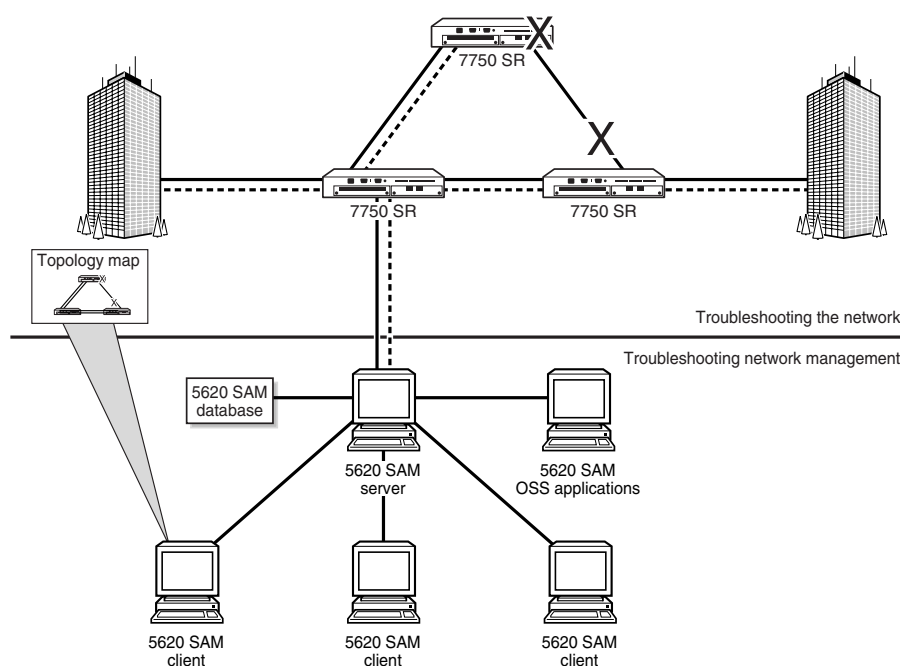 7750 SR
7750 SR
7750 SR
Topology map
Troubleshooting the network
Troubleshooting network management
5620 SAM
database
5620 SAM
server
5620 SAM
OSS applications
5620 SAM
client
5620 SAM
client
5620 SAM
client